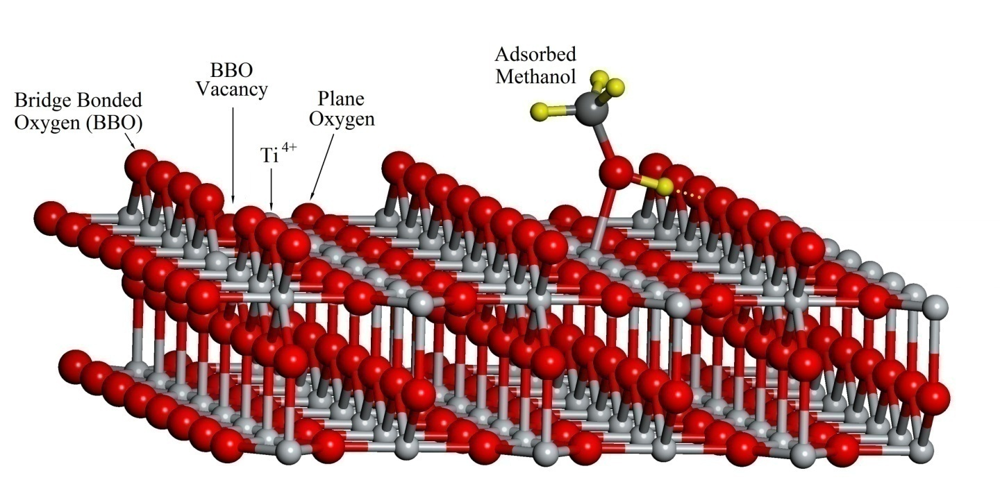 Adsorbed
Methanol
BBO
Vacancy
Bridge Bonded
Oxygen (BBO)
Plane
Oxygen
Ti 4+